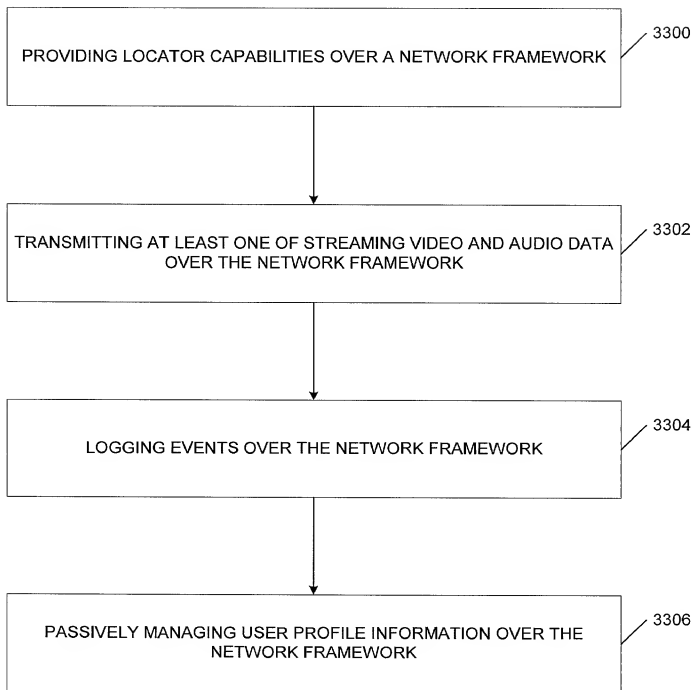 PROVIDING LOCATOR CAPABILITIES OVER A NETWORK FRAMEWORK
3300
TRANSMITTING AT LEAST ONE OF STREAMING VIDEO AND AUDIO DATA
OVER THE NETWORK FRAMEWORK
3302
LOGGING EVENTS OVER THE NETWORK FRAMEWORK
3304
PASSIVELY MANAGING USER PROFILE INFORMATION OVER THE
NETWORK FRAMEWORK
3306